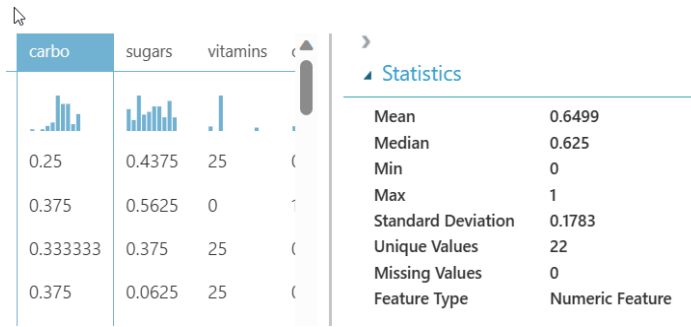 carbo sugars vitamins
0.25 0.4375 25
0.375 0.5625 0
0.333333 0.375 25
0.375 0.0625 25
Statistics
Mean 0.6499
Median 0.625
Min 0
Max 1
Standard Deviation 0.1783
Unique Values 22
Missing Values 0
Feature Type Numeric Feature